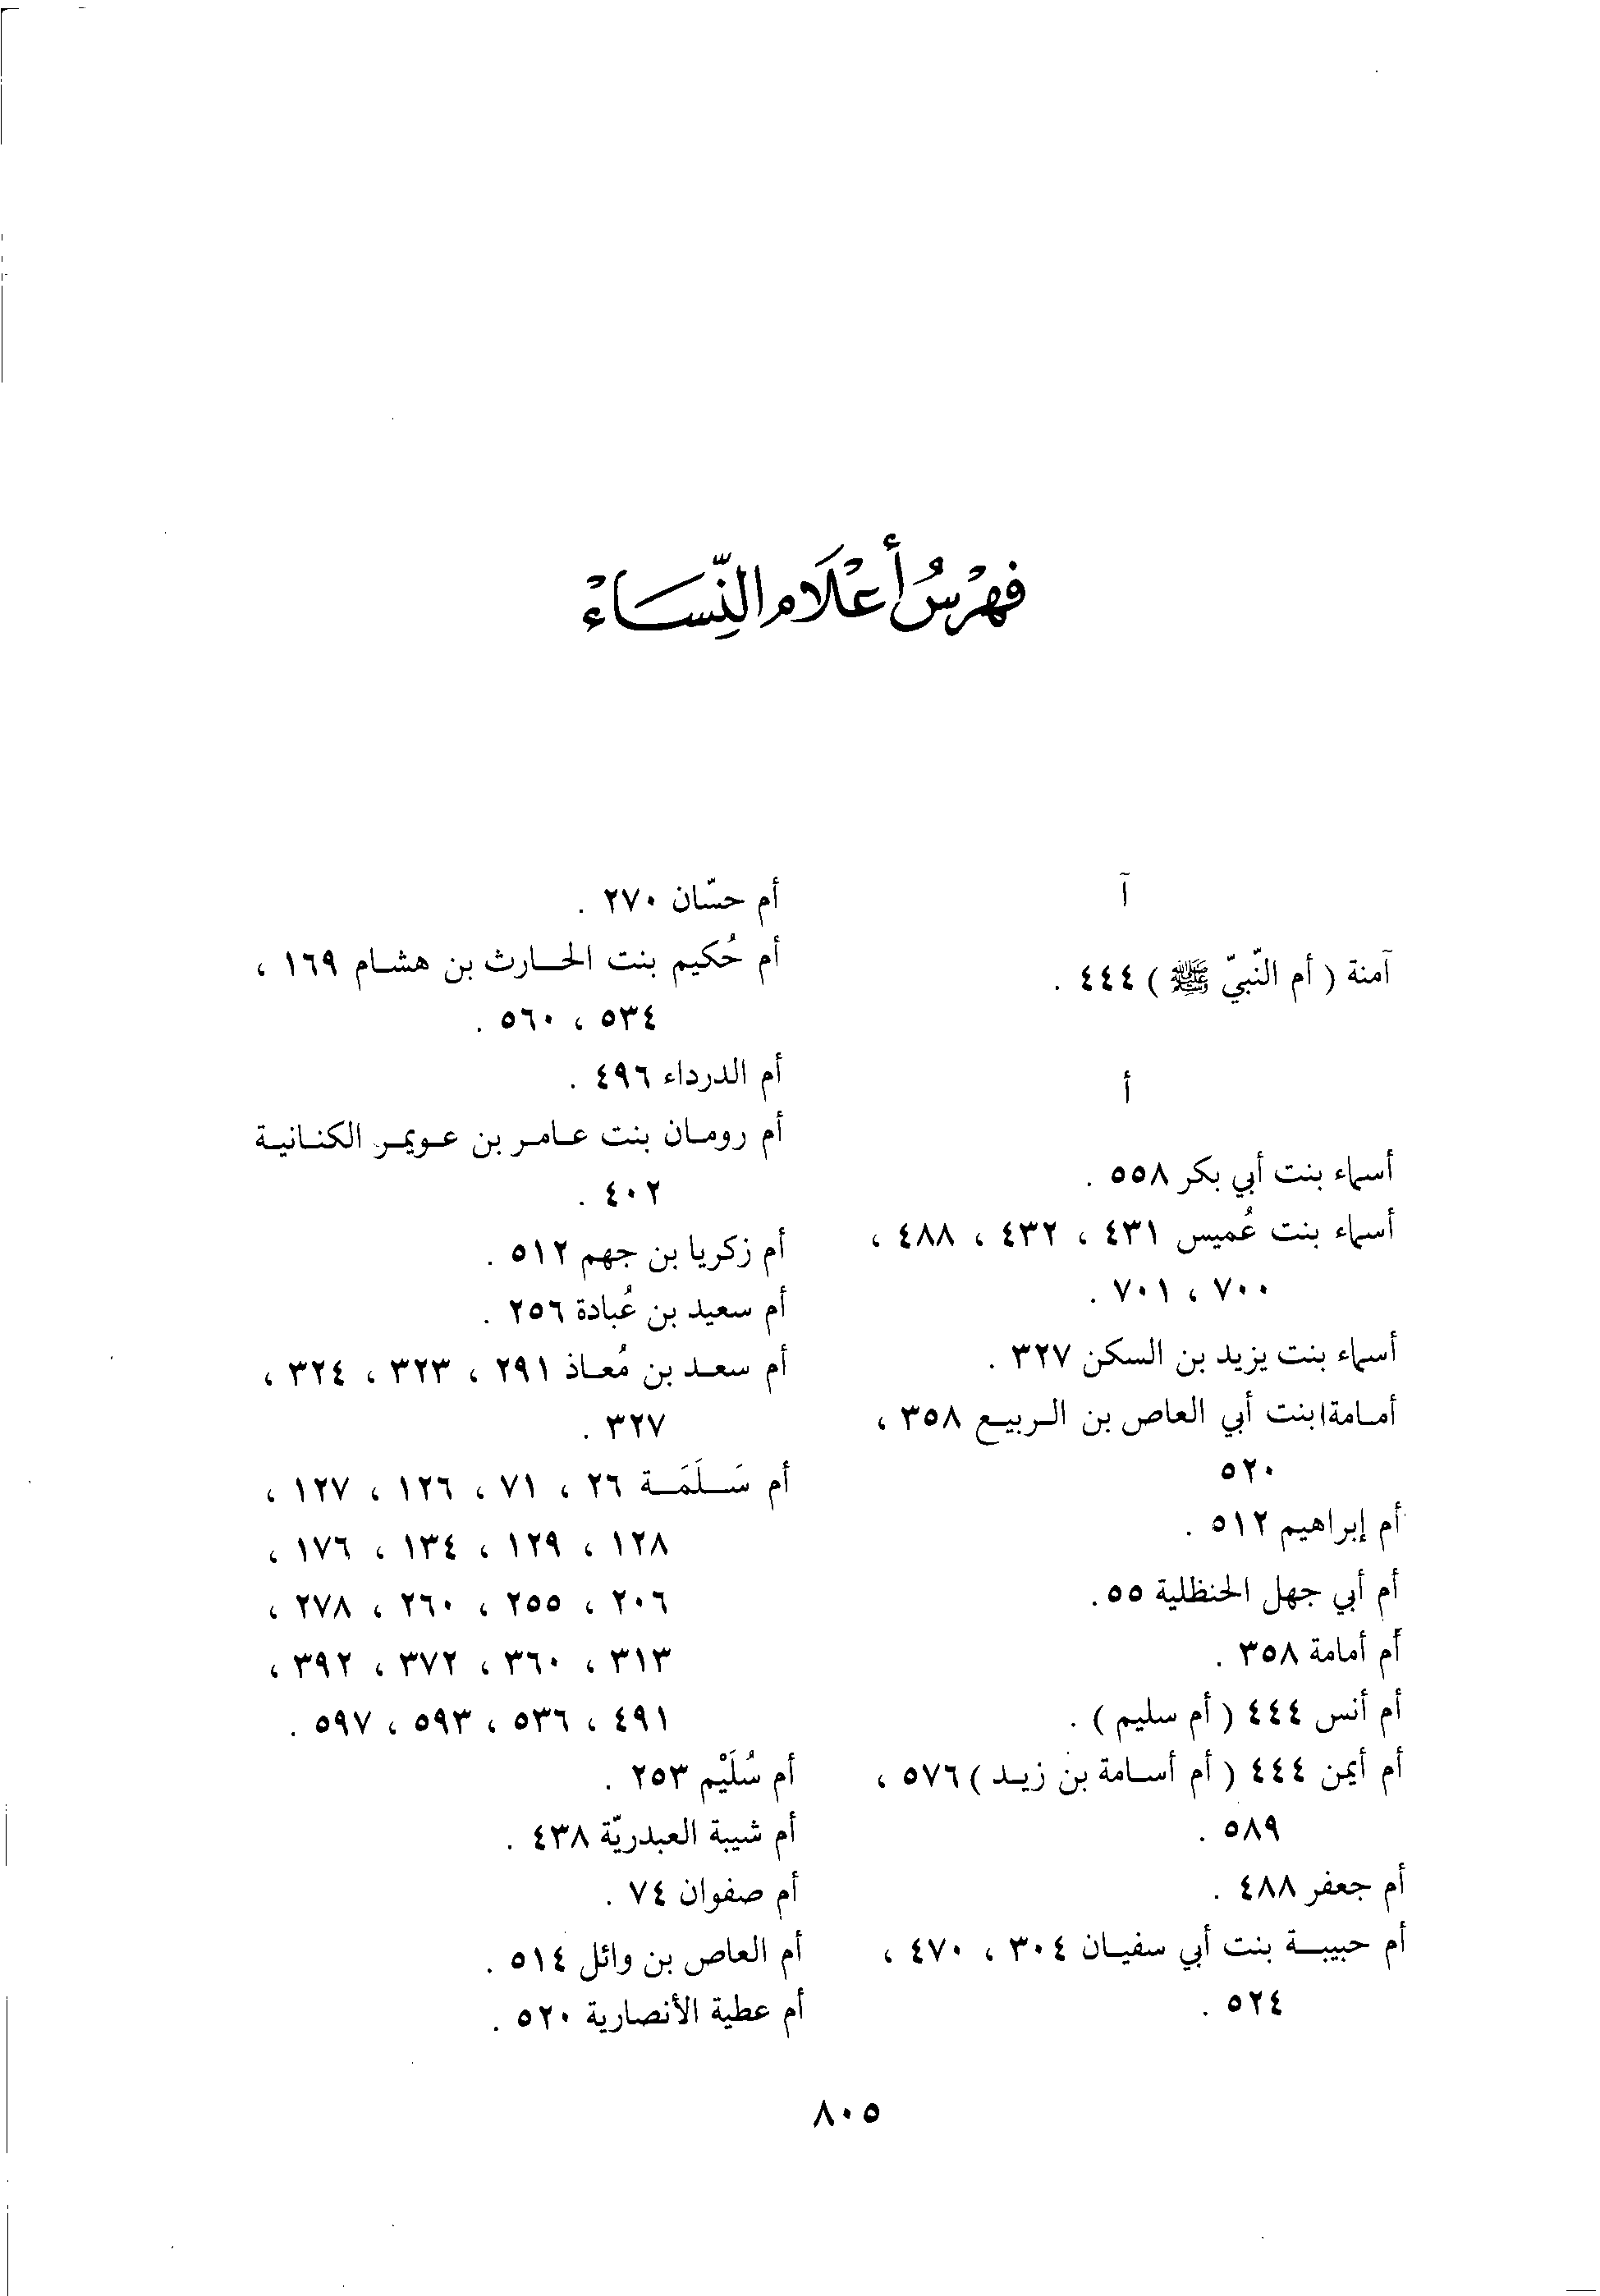 فِهْرِسُ أَعْلَامِ النِّسَاءْ
آ
آمنة ( أم النّبيّ ﷺ ) ٤٤٤ .
أ
أسماء بنت أبي بكر ٥٥٨ .
أسماء بنت عُميس ٤٣١ ، ٤٣٢ ، ٤٨٨ ،
٧٠٠ ، ٧٠١ .
أسماء بنت يزيد بن السكن ٣٢٧ .
أمامة ابنت أبي العاص بن الربيع ٣٥٨ ،
٥٢٠
أم إبراهيم ٥١٢ .
أم أبي جهل الحنظلية ٥٥ .
أم أمامة ٣٥٨ .
أم أنس ٤٤٤ ( أم سليم ) .
أم أيمن ٤٤٤ ( أم أسامة بن زيد ) ٥٧٦ ،
٥٨٩ .
أم جعفر ٤٨٨ .
أم حبيبة بنت أبي سفيان ٣٠٤ ، ٤٧٠ ،
٥٢٤ .
أم حسّان ٢٧٠ .
أم حُكيم بنت الحارث بن هشام ١٦٩ ،
٥٣٤ ، ٥٦٠ .
أم الدرداء ٤٩٦ .
أم رومان بنت عامر بن عويمر الكنانية
٤٠٢ .
أم زكريا بن جهم ٥١٢ .
أم سعيد بن عُبادة ٢٥٦ .
أم سعد بن مُعاذ ٢٩١ ، ٣٢٣ ، ٣٢٤ ،
٣٢٧ .
أم سَلَمَة ٢٦ ، ٧١ ، ١٢٦ ، ١٢٧ ،
١٢٨ ، ١٢٩ ، ١٣٤ ، ١٧٦ ،
٢٠٦ ، ٢٥٥ ، ٢٦٠ ، ٢٧٨ ،
٣١٣ ، ٣٦٠ ، ٣٧٢ ، ٣٩٢ ،
٤٩١ ، ٥٣٦ ، ٥٩٣ ، ٥٩٧ .
أم سُلَيْم ٢٥٣ .
أم شيبة العبدريّة ٤٣٨ .
أم صفوان ٧٤ .
أم العاص بن وائل ٥١٤ .
أم عطية الأنصارية ٥٢٠ .
٨٠٥